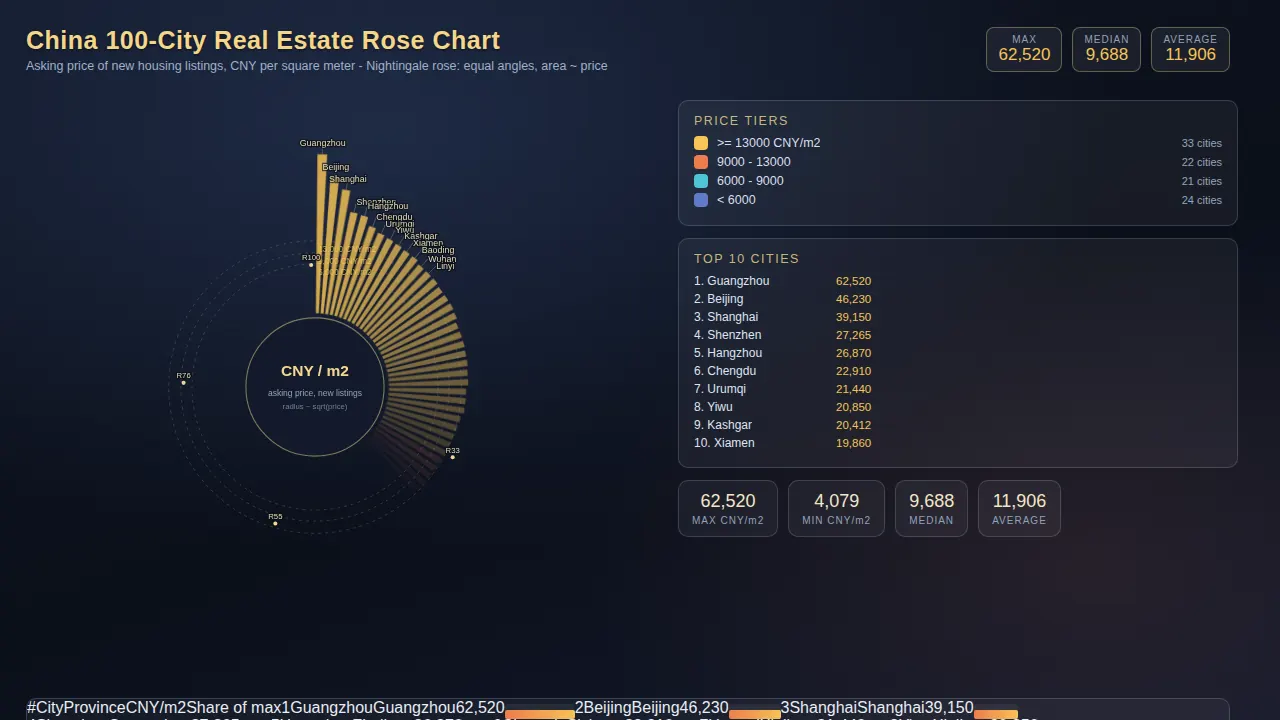 China 100-City Real Estate Rose Chart
Asking price of new housing listings, CNY per square meter - Nightingale rose: equal angles, area ~ price
MAX
62,520
MEDIAN
9,688
AVERAGE
11,906
Guangzhou
Beijing
Shanghai
Shenzhen
Hangzhou
Chengdu
Urumqi
Yiwu
Kashgar
Xiamen
Baoding
Wuhan
Linyi
R100
R76
R33
R55
CNY / m2
asking price, new listings
radius ~ sqrt(price)
PRICE TIERS
>= 13000 CNY/m2 33 cities
9000 - 13000 22 cities
6000 - 9000 21 cities
< 6000 24 cities
TOP 10 CITIES
1. Guangzhou 62,520
2. Beijing 46,230
3. Shanghai 39,150
4. Shenzhen 27,265
5. Hangzhou 26,870
6. Chengdu 22,910
7. Urumqi 21,440
8. Yiwu 20,850
9. Kashgar 20,412
10. Xiamen 19,860
62,520
MAX CNY/m2
4,079
MIN CNY/m2
9,688
MEDIAN
11,906
AVERAGE
#CityProvinceCNY/m2Share of max1GuangzhouGuangzhou62,520 2BeijingBeijing46,230 3ShanghaiShanghai39,150